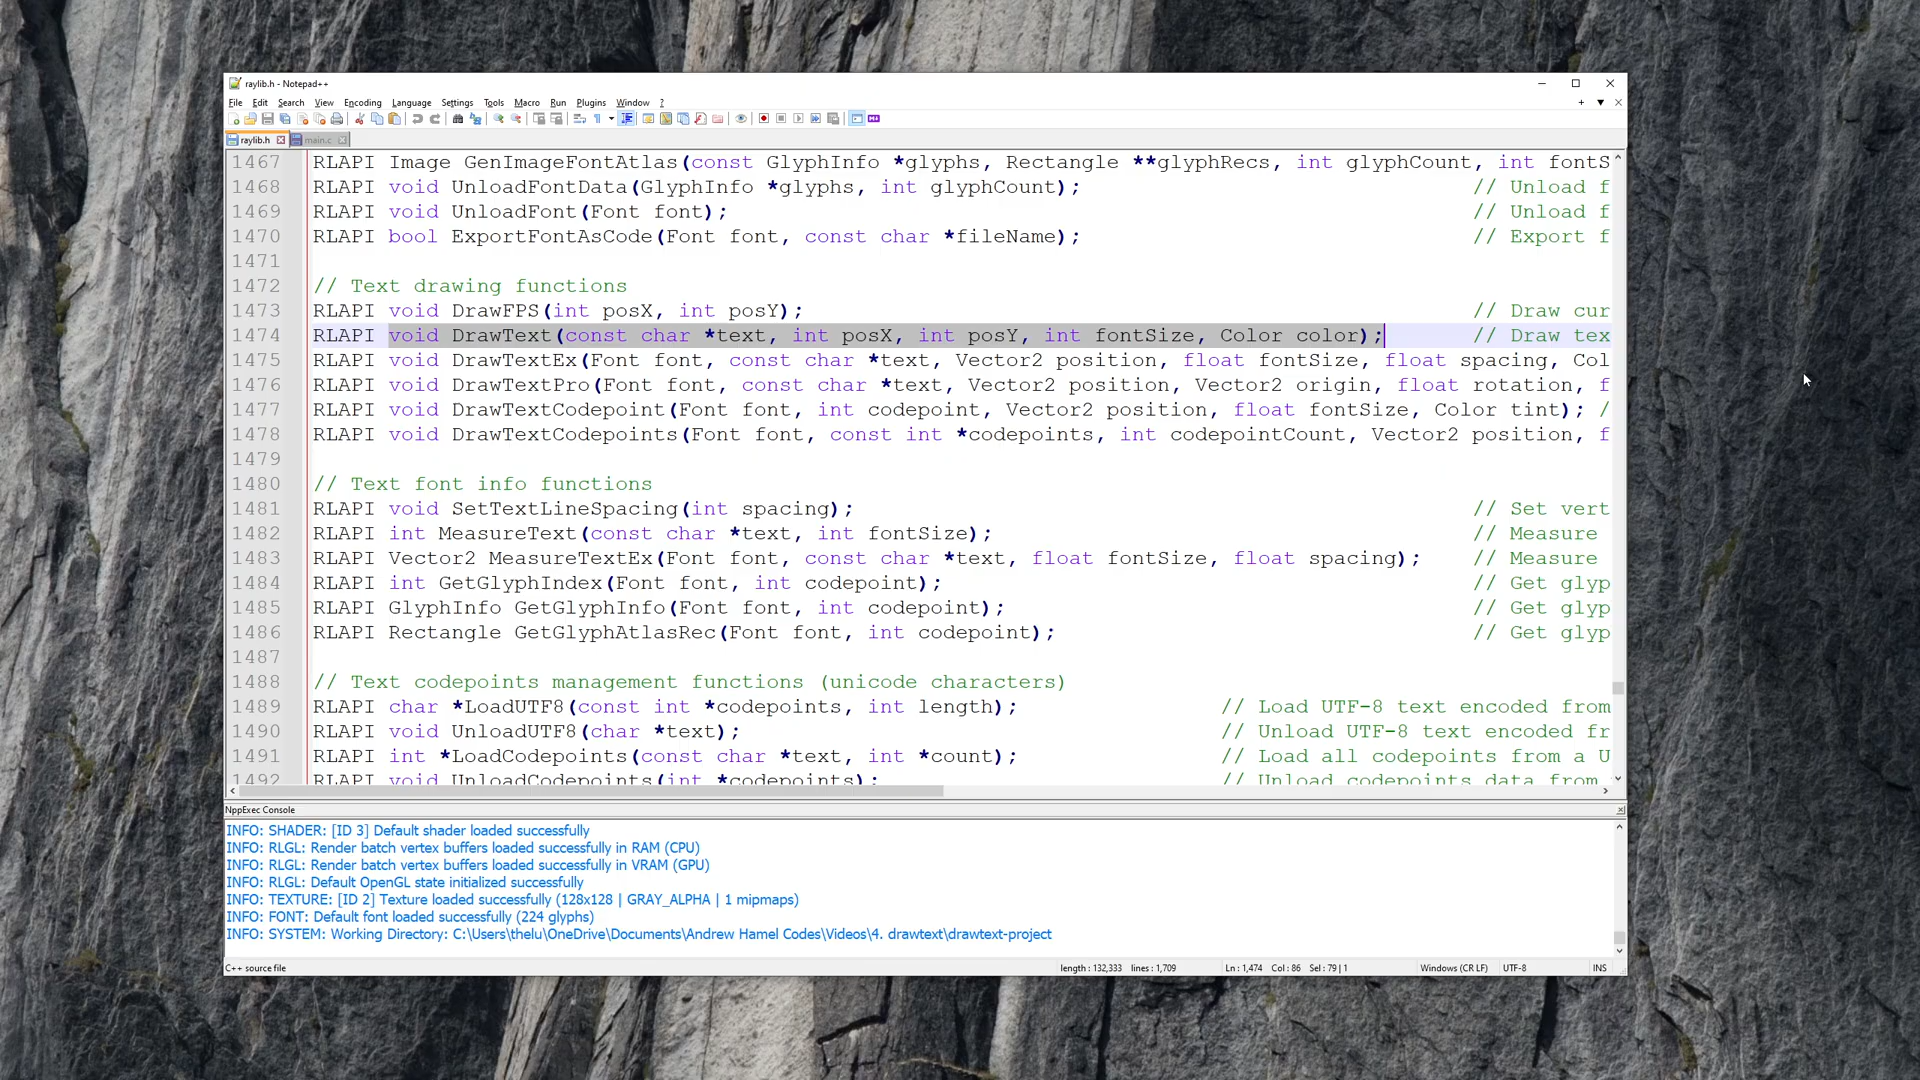 raylib.h - Notepad++
File Edit Search View Encoding Language Settings Tools Macro Run Plugins Window ?
raylib.h main.c
1467 RLAPI Image GenImageFontAtlas(const GlyphInfo *glyphs, Rectangle **glyphRecs, int glyphCount, int fontS
1468 RLAPI void UnloadFontData(GlyphInfo *glyphs, int glyphCount); // Unload f
1469 RLAPI void UnloadFont(Font font); // Unload f
1470 RLAPI bool ExportFontAsCode(Font font, const char *fileName); // Export f
1471
1472 // Text drawing functions
1473 RLAPI void DrawFPS(int posX, int posY); // Draw cur
1474 RLAPI void DrawText(const char *text, int posX, int posY, int fontSize, Color color); // Draw tex
1475 RLAPI void DrawTextEx(Font font, const char *text, Vector2 position, float fontSize, float spacing, Col
1476 RLAPI void DrawTextPro(Font font, const char *text, Vector2 position, Vector2 origin, float rotation, f
1477 RLAPI void DrawTextCodepoint(Font font, int codepoint, Vector2 position, float fontSize, Color tint); /
1478 RLAPI void DrawTextCodepoints(Font font, const int *codepoints, int codepointCount, Vector2 position, f
1479
1480 // Text font info functions
1481 RLAPI void SetTextLineSpacing(int spacing); // Set vert
1482 RLAPI int MeasureText(const char *text, int fontSize); // Measure
1483 RLAPI Vector2 MeasureTextEx(Font font, const char *text, float fontSize, float spacing); // Measure
1484 RLAPI int GetGlyphIndex(Font font, int codepoint); // Get glyp
1485 RLAPI GlyphInfo GetGlyphInfo(Font font, int codepoint); // Get glyp
1486 RLAPI Rectangle GetGlyphAtlasRec(Font font, int codepoint); // Get glyp
1487
1488 // Text codepoints management functions (unicode characters)
1489 RLAPI char *LoadUTF8(const int *codepoints, int length); // Load UTF-8 text encoded from
1490 RLAPI void UnloadUTF8(char *text); // Unload UTF-8 text encoded fr
1491 RLAPI int *LoadCodepoints(const char *text, int *count); // Load all codepoints from a U
1492 RLAPI void UnloadCodepoints(int *codepoints); // Unload codepoints data from
NppExec Console
INFO: SHADER: [ID 3] Default shader loaded successfully
INFO: RLGL: Render batch vertex buffers loaded successfully in RAM (CPU)
INFO: RLGL: Render batch vertex buffers loaded successfully in VRAM (GPU)
INFO: RLGL: Default OpenGL state initialized successfully
INFO: TEXTURE: [ID 2] Texture loaded successfully (128x128 | GRAY_ALPHA | 1 mipmaps)
INFO: FONT: Default font loaded successfully (224 glyphs)
INFO: SYSTEM: Working Directory: C:\Users\thelu\OneDrive\Documents\Andrew Hamel Codes\Videos\4. drawtext\drawtext-project
C++ source file length : 132,333 lines : 1,709 Ln : 1,474 Col : 86 Sel : 79 | 1 Windows (CR LF) UTF-8 INS